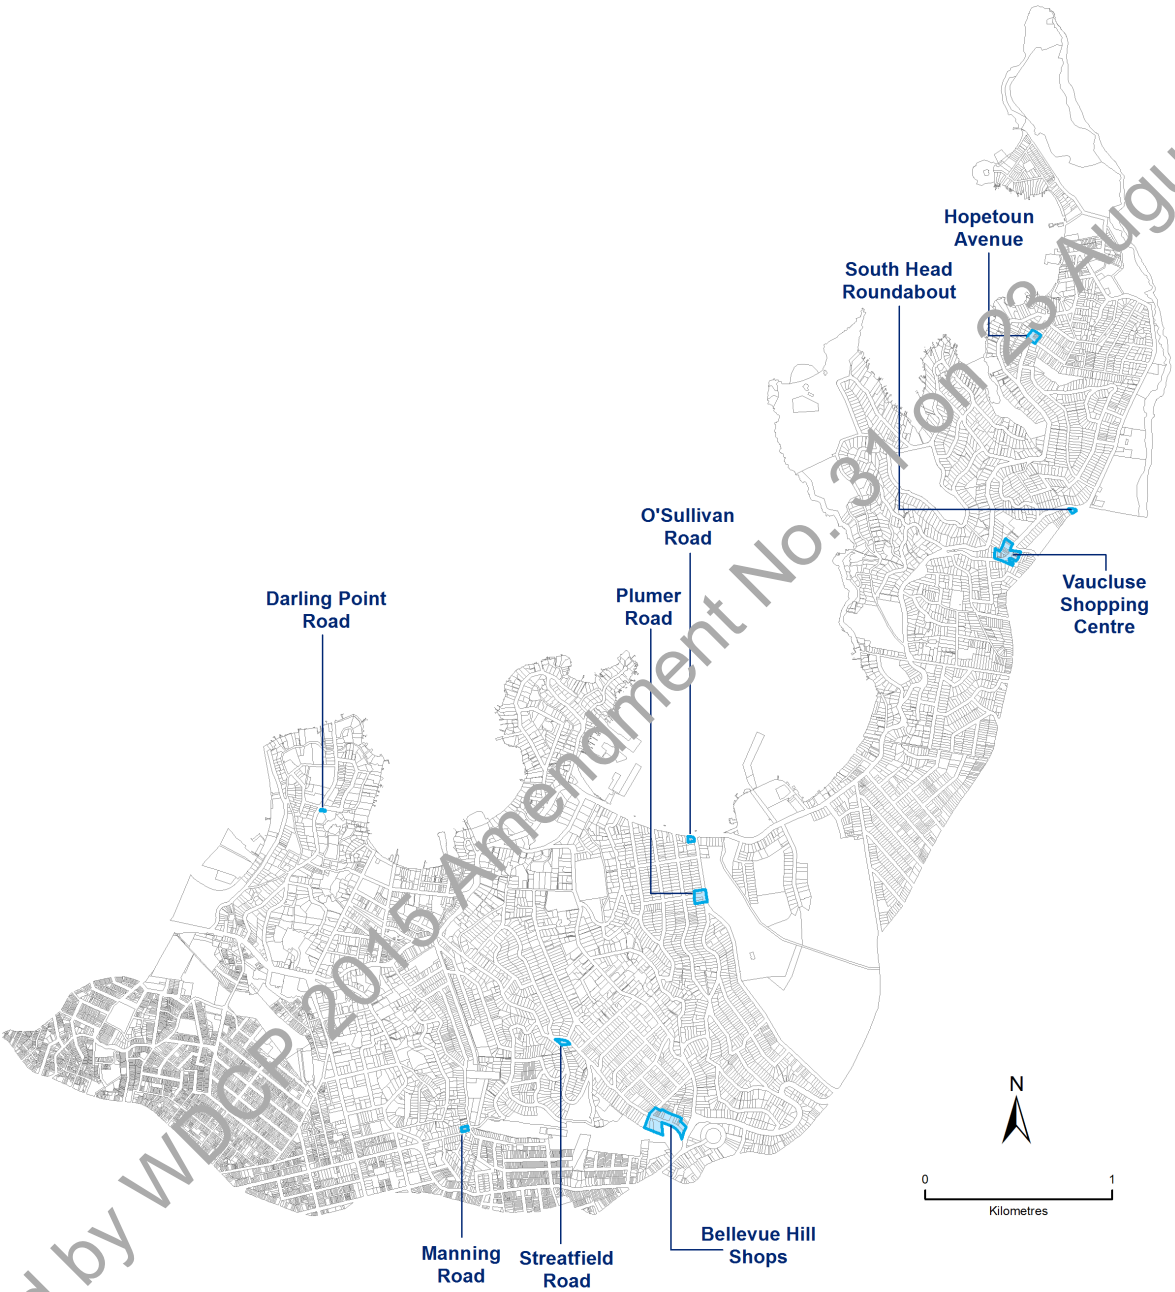 Hopetoun
Avenue
South Head
Roundabout
O'Sullivan
Road
Vaucluse
Shopping
Centre
Darling Point
Road
Plumer
Road
by WDCP 2015 Amendment No. 31 on 23
N
0 1
Kilometres
Manning
Road
Streatfield
Road
Bellevue Hill
Shops